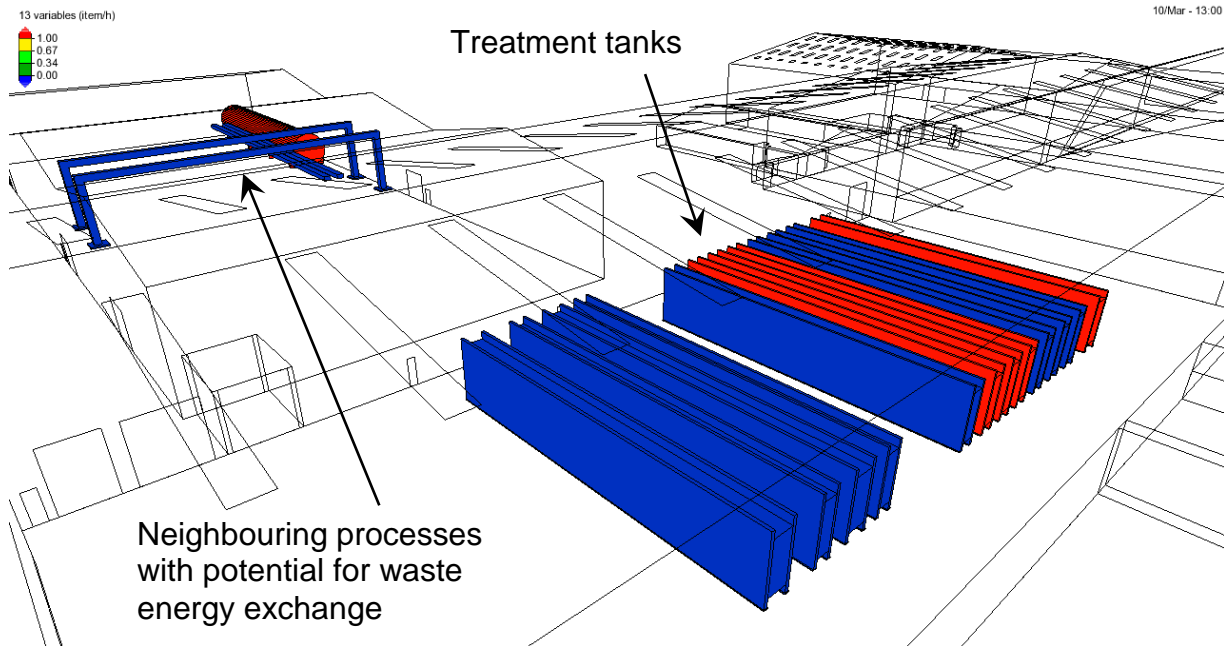 13 variables (item/h)
10/Mar - 13:00
1.00
0.67
0.34
0.00
Treatment tanks
Neighbouring processes
with potential for waste
energy exchange